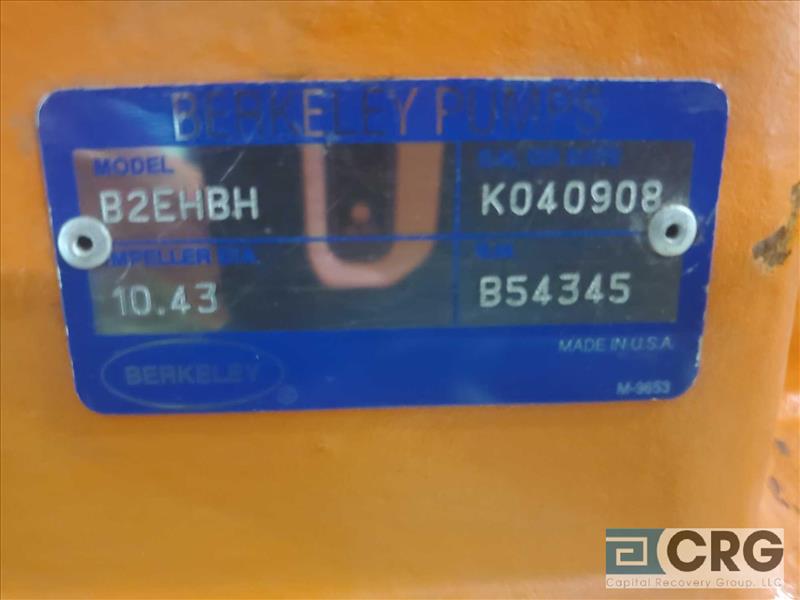 BERKELEY PUMPS
MODEL
B2EHBH
K040908
IMPELLER DIA.
10.43
B54345
MADE IN U.S.A.
BERKELEY ®
M-9653
CRG
Capital Recovery Group, LLC